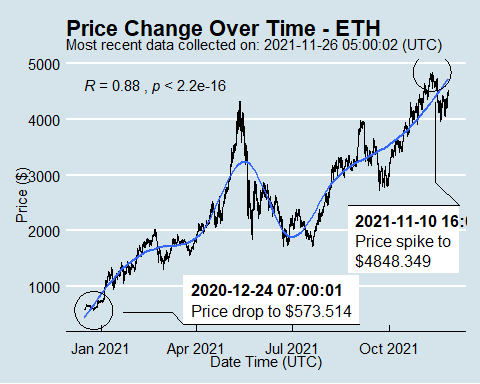 Price Change Over Time - ETH
Most recent data collected on: 2021-11-26 05:00:02 (UTC)
R = 0.88 , p < 2.2e-16
5000
4000
3000
2000
1000
Price ($)
2021-11-10 16:
Price spike to
$4848.349
2020-12-24 07:00:01
Price drop to $573.514
Jan 2021
Apr 2021
Jul 2021
Oct 2021
Date Time (UTC)